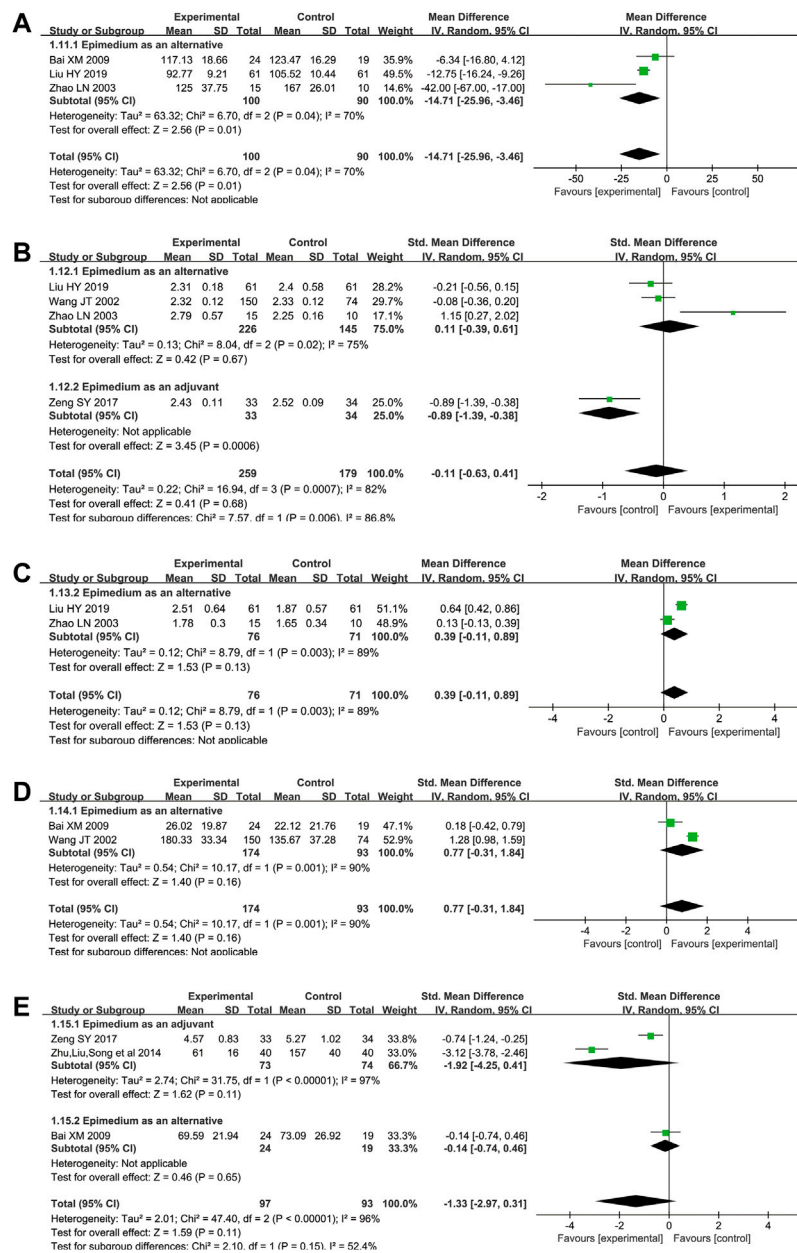 A
Experimental Control Mean Difference Mean Difference
Study or Subgroup Mean SD Total Mean SD Total Weight IV, Random, 95% CI IV, Random, 95% CI
1.11.1 Epimedium as an alternative
Bai XM 2009 117.13 18.66 24 123.47 16.29 19 35.9% -6.34 [-16.80, 4.12]
Liu HY 2019 92.77 9.21 61 105.52 10.44 61 49.5% -12.75 [-16.24, -9.26]
Zhao LN 2003 125 37.75 15 167 26.01 10 14.6% -42.00 [-67.00, -17.00]
Subtotal (95% CI) 100 90 100.0% -14.71 [-25.96, -3.46]
Heterogeneity: Tau² = 63.32; Chi² = 6.70, df = 2 (P = 0.04); I² = 70%
Test for overall effect: Z = 2.56 (P = 0.01)
Total (95% CI) 100 90 100.0% -14.71 [-25.96, -3.46]
Heterogeneity: Tau² = 63.32; Chi² = 6.70, df = 2 (P = 0.04); I² = 70%
Test for overall effect: Z = 2.56 (P = 0.01)
Test for subgroup differences: Not applicable
-50 -25 0 25 50
Favours [experimental] Favours [control]
B
Experimental Control Std. Mean Difference Std. Mean Difference
Study or Subgroup Mean SD Total Mean SD Total Weight IV, Random, 95% CI IV, Random, 95% CI
1.12.1 Epimedium as an alternative
Liu HY 2019 2.31 0.18 61 2.4 0.58 61 28.2% -0.21 [-0.56, 0.15]
Wang JT 2002 2.32 0.12 150 2.33 0.12 74 29.7% -0.08 [-0.36, 0.20]
Zhao LN 2003 2.79 0.57 15 2.25 0.16 10 17.1% 1.15 [0.27, 2.02]
Subtotal (95% CI) 226 145 75.0% 0.11 [-0.39, 0.61]
Heterogeneity: Tau² = 0.13; Chi² = 8.04, df = 2 (P = 0.02); I² = 75%
Test for overall effect: Z = 0.42 (P = 0.67)
1.12.2 Epimedium as an adjuvant
Zeng SY 2017 2.43 0.11 33 2.52 0.09 34 25.0% -0.89 [-1.39, -0.38]
Subtotal (95% CI) 33 34 25.0% -0.89 [-1.39, -0.38]
Heterogeneity: Not applicable
Test for overall effect: Z = 3.45 (P = 0.0006)
Total (95% CI) 259 179 100.0% -0.11 [-0.63, 0.41]
Heterogeneity: Tau² = 0.22; Chi² = 16.94, df = 3 (P = 0.0007); I² = 82%
Test for overall effect: Z = 0.41 (P = 0.68)
Test for subgroup differences: Chi² = 7.57, df = 1 (P = 0.006), I² = 86.8%
-2 -1 0 1 2
Favours [control] Favours [experimental]
C
Experimental Control Mean Difference Mean Difference
Study or Subgroup Mean SD Total Mean SD Total Weight IV, Random, 95% CI IV, Random, 95% CI
1.13.2 Epimedium as an alternative
Liu HY 2019 2.51 0.64 61 1.87 0.57 61 51.1% 0.64 [0.42, 0.86]
Zhao LN 2003 1.78 0.3 15 1.65 0.34 10 48.9% 0.13 [-0.13, 0.39]
Subtotal (95% CI) 76 71 100.0% 0.39 [-0.11, 0.89]
Heterogeneity: Tau² = 0.12; Chi² = 8.79, df = 1 (P = 0.003); I² = 89%
Test for overall effect: Z = 1.53 (P = 0.13)
Total (95% CI) 76 71 100.0% 0.39 [-0.11, 0.89]
Heterogeneity: Tau² = 0.12; Chi² = 8.79, df = 1 (P = 0.003); I² = 89%
Test for overall effect: Z = 1.53 (P = 0.13)
Test for subgroup differences: Not applicable
-4 -2 0 2 4
Favours [control] Favours [experimental]
D
Experimental Control Std. Mean Difference Std. Mean Difference
Study or Subgroup Mean SD Total Mean SD Total Weight IV, Random, 95% CI IV, Random, 95% CI
1.14.1 Epimedium as an alternative
Bai XM 2009 26.02 19.87 24 22.12 21.76 19 47.1% 0.18 [-0.42, 0.79]
Wang JT 2002 180.33 33.34 150 135.67 37.28 74 52.9% 1.28 [0.98, 1.59]
Subtotal (95% CI) 174 93 100.0% 0.77 [-0.31, 1.84]
Heterogeneity: Tau² = 0.54; Chi² = 10.17, df = 1 (P = 0.001); I² = 90%
Test for overall effect: Z = 1.40 (P = 0.16)
Total (95% CI) 174 93 100.0% 0.77 [-0.31, 1.84]
Heterogeneity: Tau² = 0.54; Chi² = 10.17, df = 1 (P = 0.001); I² = 90%
Test for overall effect: Z = 1.40 (P = 0.16)
Test for subgroup differences: Not applicable
-4 -2 0 2 4
Favours [control] Favours [experimental]
E
Experimental Control Std. Mean Difference Std. Mean Difference
Study or Subgroup Mean SD Total Mean SD Total Weight IV, Random, 95% CI IV, Random, 95% CI
1.15.1 Epimedium as an adjuvant
Zeng SY 2017 4.57 0.83 33 5.27 1.02 34 33.8% -0.74 [-1.24, -0.25]
Zhu,Liu,Song et al 2014 61 16 40 157 40 40 33.0% -3.12 [-3.78, -2.46]
Subtotal (95% CI) 73 74 66.7% -1.92 [-4.25, 0.41]
Heterogeneity: Tau² = 2.74; Chi² = 31.75, df = 1 (P < 0.00001); I² = 97%
Test for overall effect: Z = 1.62 (P = 0.11)
1.15.2 Epimedium as an alternative
Bai XM 2009 69.59 21.94 24 73.09 26.92 19 33.3% -0.14 [-0.74, 0.46]
Subtotal (95% CI) 24 19 33.3% -0.14 [-0.74, 0.46]
Heterogeneity: Not applicable
Test for overall effect: Z = 0.46 (P = 0.65)
Total (95% CI) 97 93 100.0% -1.33 [-2.97, 0.31]
Heterogeneity: Tau² = 2.01; Chi² = 47.40, df = 2 (P < 0.00001); I² = 96%
Test for overall effect: Z = 1.59 (P = 0.11)
Test for subgroup differences: Chi² = 2.10, df = 1 (P = 0.15), I² = 52.4%
-4 -2 0 2 4
Favours [experimental] Favours [control]